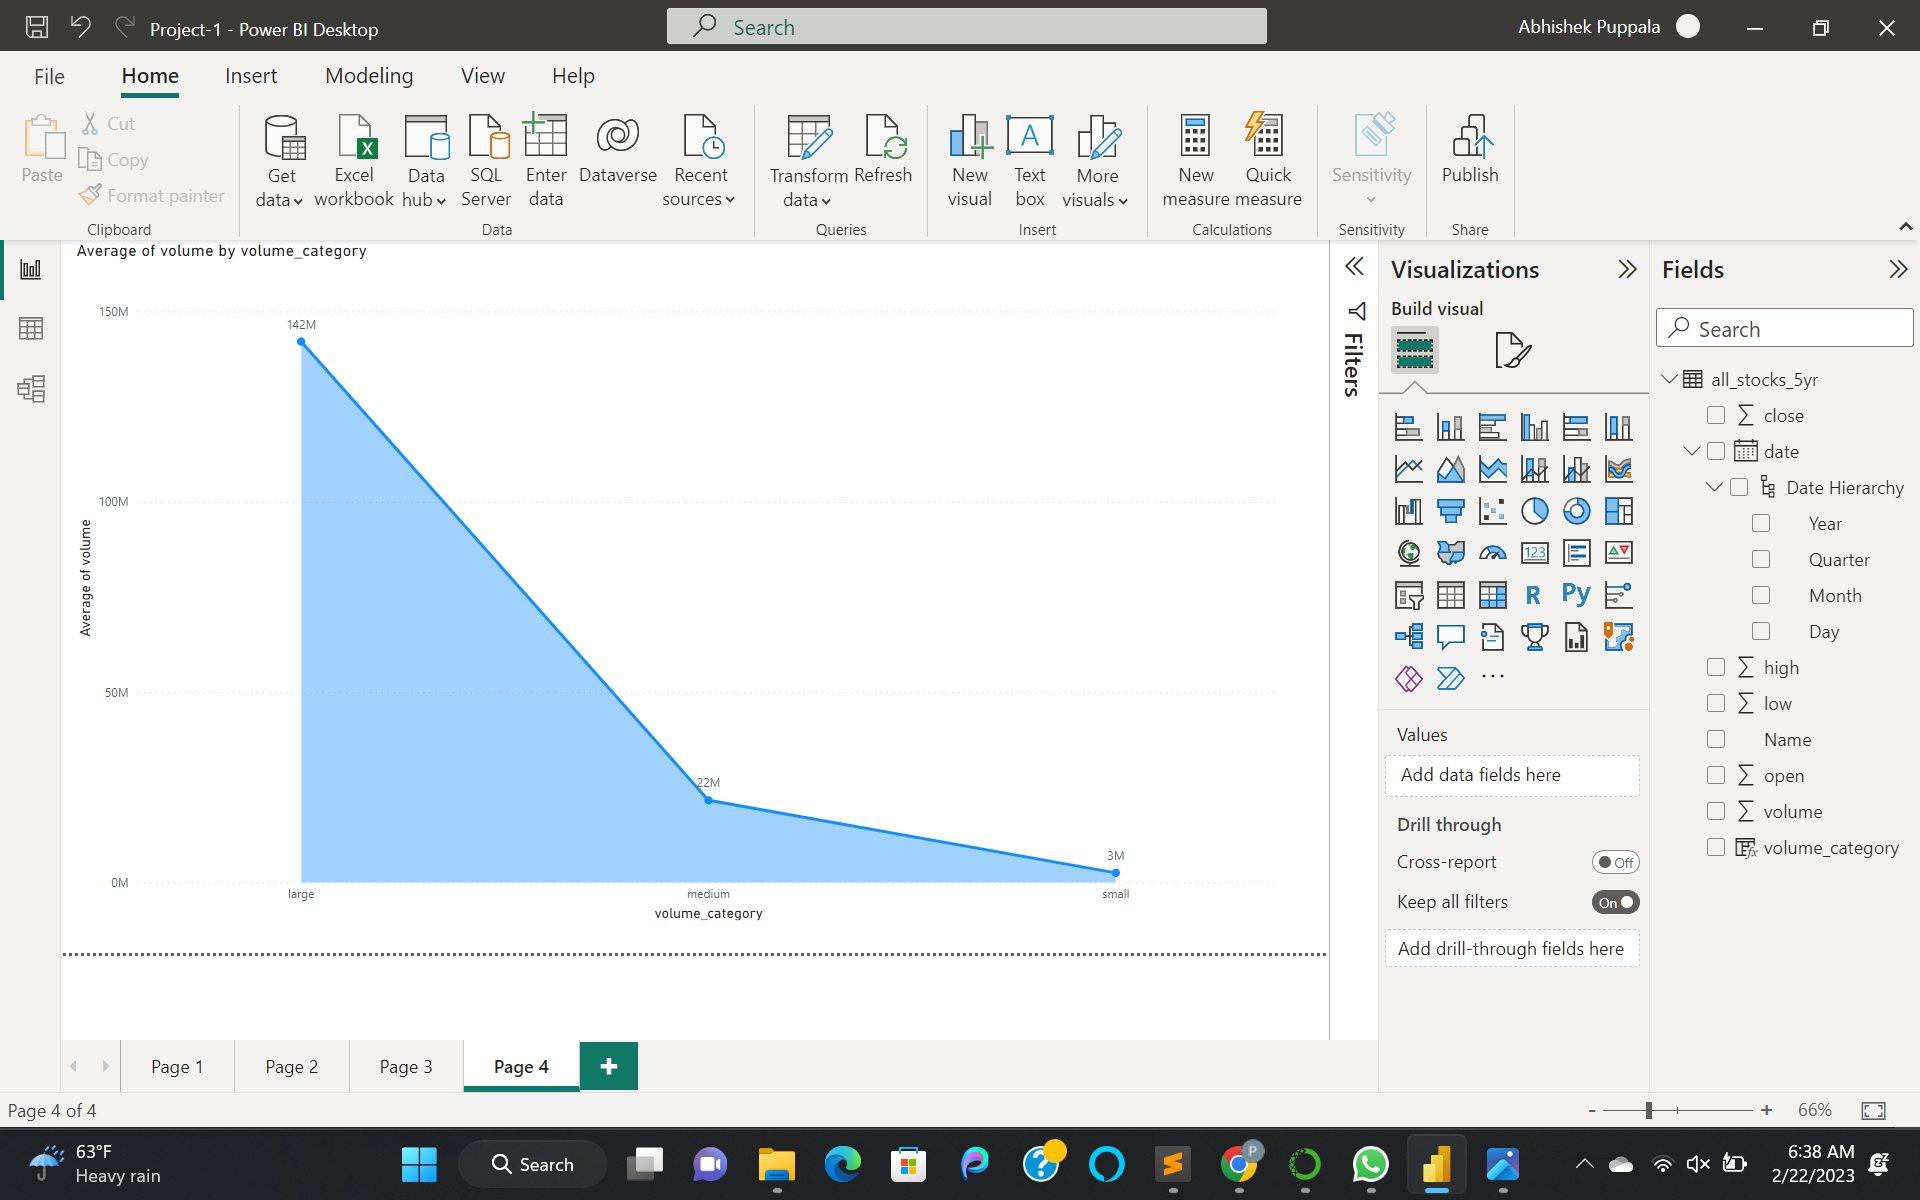 Project-1 - Power BI Desktop
Search
Abhishek Puppala
File
Home
Insert
Modeling
View
Help
Paste
Cut
Copy
Format painter
Clipboard
Get data
Excel workbook
Data hub
SQL Server
Enter data
Dataverse
Recent sources
Data
Transform data
Refresh
Queries
New visual
Text box
More visuals
Insert
New measure
Quick measure
Calculations
Sensitivity
Sensitivity
Publish
Share
Average of volume by volume_category
150M
100M
50M
0M
Average of volume
142M
22M
3M
large
medium
small
volume_category
Filters
Visualizations
Build visual
123
R
Py
Values
Add data fields here
Drill through
Cross-report
Off
Keep all filters
On
Add drill-through fields here
Fields
Search
all_stocks_5yr
close
date
Date Hierarchy
Year
Quarter
Month
Day
high
low
Name
open
volume
volume_category
Page 1
Page 2
Page 3
Page 4
Page 4 of 4
66%
63°F
Heavy rain
Search
P
6:38 AM
2/22/2023